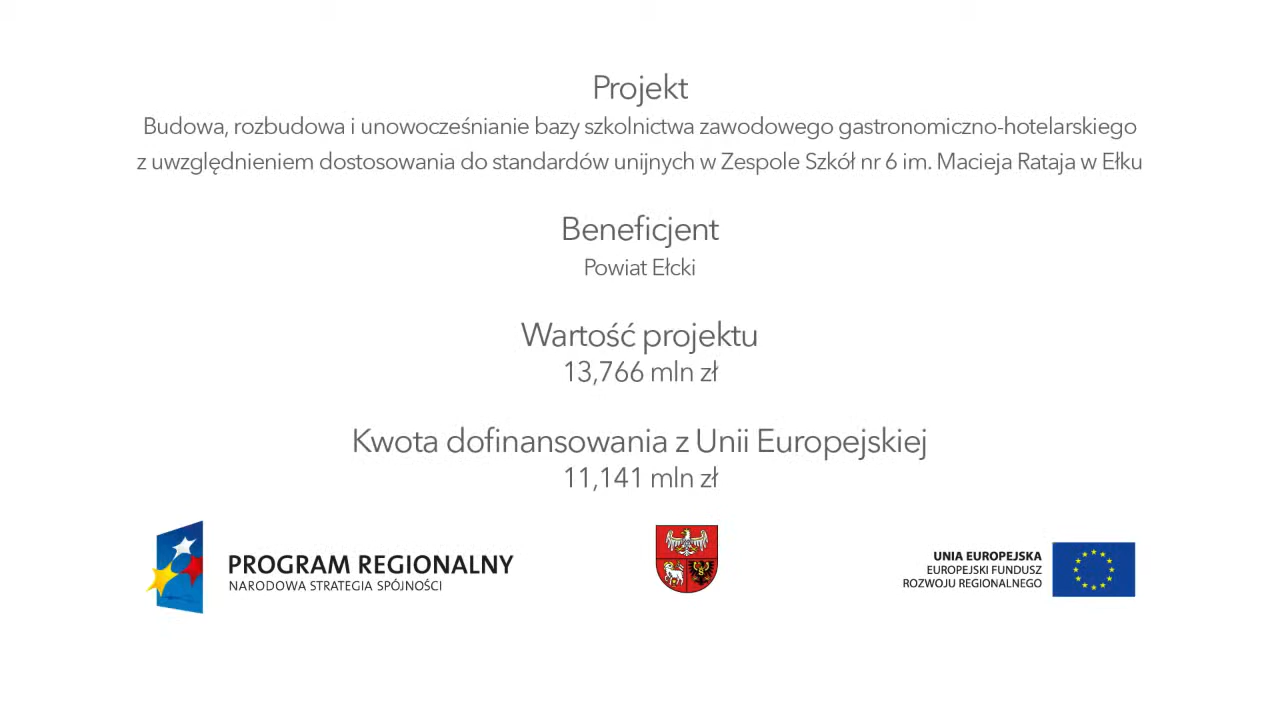 Projekt
Budowa, rozbudowa i unowocześnianie bazy szkolnictwa zawodowego gastronomiczno-hotelarskiego
z uwzględnieniem dostosowania do standardów unijnych w Zespole Szkół nr 6 im. Macieja Rataja w Ełku
Beneficjent
Powiat Ełcki
Wartość projektu
13,766 mln zł
Kwota dofinansowania z Unii Europejskiej
11,141 mln zł
PROGRAM REGIONALNY
NARODOWA STRATEGIA SPÓJNOŚCI
UNIA EUROPEJSKA
EUROPEJSKI FUNDUSZ
ROZWOJU REGIONALNEGO